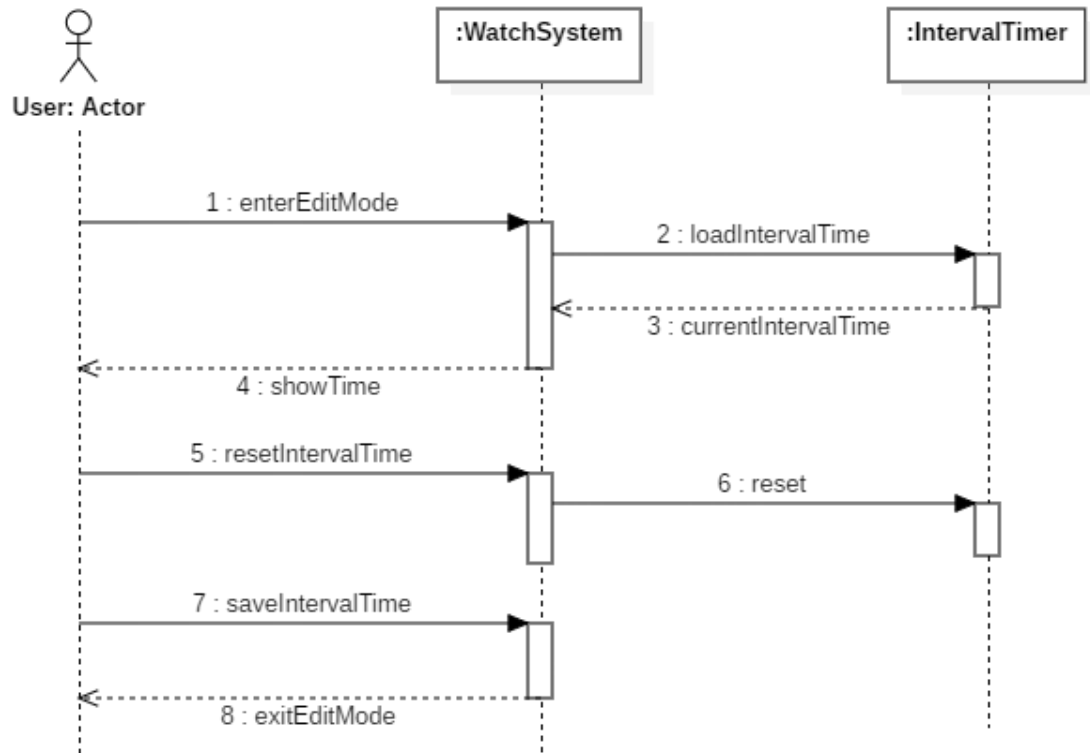 :WatchSystem
:IntervalTimer
User: Actor
1 : enterEditMode
2 : loadIntervalTime
3 : currentIntervalTime
4 : showTime
5 : resetIntervalTime
6 : reset
7 : saveIntervalTime
8 : exitEditMode